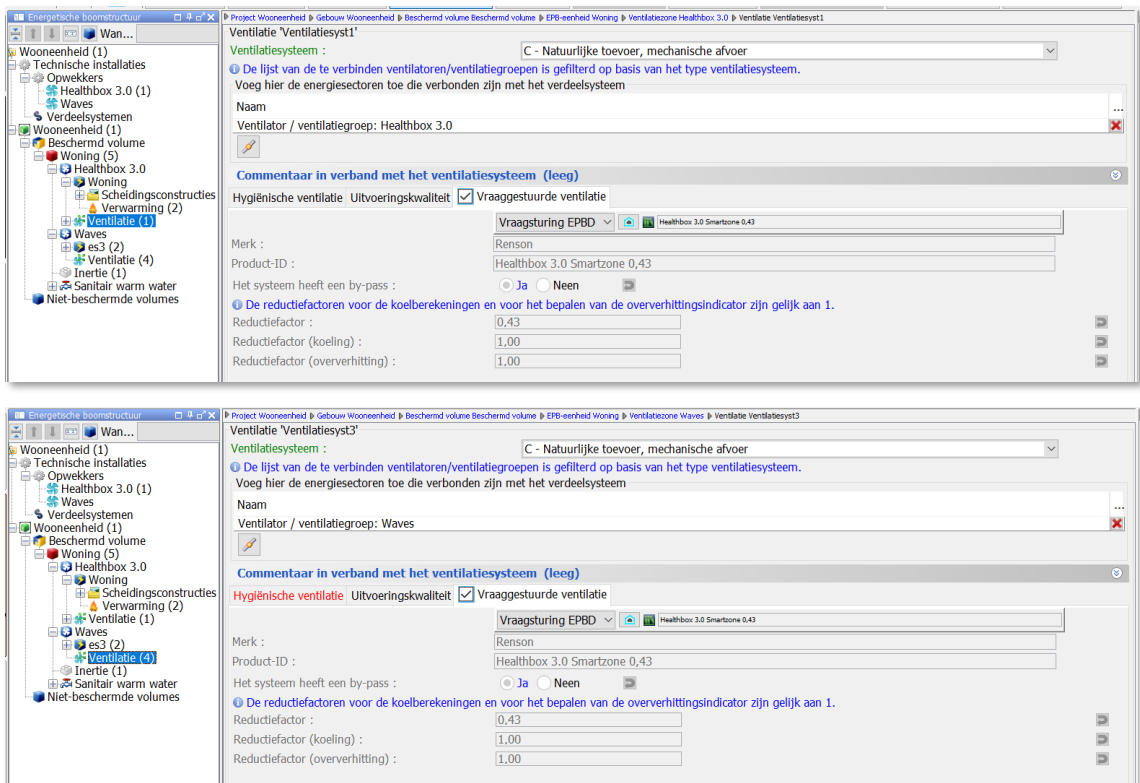 Energetische boomstructuur
Wan...
Wooneenheid (1)
Technische installaties
Opwekkers
Healthbox 3.0 (1)
Waves
Verdeelsystemen
Wooneenheid (1)
Beschermd volume
Woning (5)
Healthbox 3.0
Woning
Scheidingsconstructies
Verwarming (2)
Ventilatie (1)
Waves
es3 (2)
Ventilatie (4)
Inertie (1)
Sanitair warm water
Niet-beschermde volumes
Project Wooneenheid Gebouw Wooneenheid Beschermd volume Beschermd volume EPB-eenheid Woning Ventilatiezone Healthbox 3.0 Ventilatie Ventilatiesyst1
Ventilatie 'Ventilatiesyst1'
Ventilatiesysteem : C - Natuurlijke toevoer, mechanische afvoer
De lijst van de te verbinden ventilatoren/ventilatiegroepen is gefilterd op basis van het type ventilatiesysteem.
Voeg hier de energiesectoren toe die verbonden zijn met het verdeelsysteem
Naam ...
Ventilator / ventilatiegroep: Healthbox 3.0
Commentaar in verband met het ventilatiesysteem (leeg)
Hygiënische ventilatie Uitvoeringskwaliteit Vraaggestuurde ventilatie
Vraagsturing EPBD Healthbox 3.0 Smartzone 0,43
Merk : Renson
Product-ID : Healthbox 3.0 Smartzone 0,43
Het systeem heeft een by-pass : Ja Neen
De reductiefactoren voor de koelberekeningen en voor het bepalen van de oververhittingsindicator zijn gelijk aan 1.
Reductiefactor : 0,43
Reductiefactor (koeling) : 1,00
Reductiefactor (oververhitting) : 1,00
Energetische boomstructuur
Wan...
Wooneenheid (1)
Technische installaties
Opwekkers
Healthbox 3.0 (1)
Waves
Verdeelsystemen
Wooneenheid (1)
Beschermd volume
Woning (5)
Healthbox 3.0
Woning
Scheidingsconstructies
Verwarming (2)
Ventilatie (1)
Waves
es3 (2)
Ventilatie (4)
Inertie (1)
Sanitair warm water
Niet-beschermde volumes
Project Wooneenheid Gebouw Wooneenheid Beschermd volume Beschermd volume EPB-eenheid Woning Ventilatiezone Waves Ventilatie Ventilatiesyst3
Ventilatie 'Ventilatiesyst3'
Ventilatiesysteem : C - Natuurlijke toevoer, mechanische afvoer
De lijst van de te verbinden ventilatoren/ventilatiegroepen is gefilterd op basis van het type ventilatiesysteem.
Voeg hier de energiesectoren toe die verbonden zijn met het verdeelsysteem
Naam ...
Ventilator / ventilatiegroep: Waves
Commentaar in verband met het ventilatiesysteem (leeg)
Hygiënische ventilatie Uitvoeringskwaliteit Vraaggestuurde ventilatie
Vraagsturing EPBD Healthbox 3.0 Smartzone 0,43
Merk : Renson
Product-ID : Healthbox 3.0 Smartzone 0,43
Het systeem heeft een by-pass : Ja Neen
De reductiefactoren voor de koelberekeningen en voor het bepalen van de oververhittingsindicator zijn gelijk aan 1.
Reductiefactor : 0,43
Reductiefactor (koeling) : 1,00
Reductiefactor (oververhitting) : 1,00